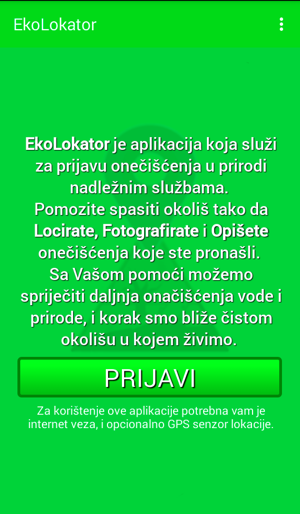 EkoLokator
EkoLokator je aplikacija koja služi
za prijavu onečišćenja u prirodi
nadležnim službama.
Pomozite spasiti okoliš tako da
Locirate, Fotografirate i Opišete
onečišćenja koje ste pronašli.
Sa Vašom pomoći možemo
spriječiti daljnja onačišćenja vode i
prirode, i korak smo bliže čistom
okolišu u kojem živimo.
PRIJAVI
Za korištenje ove aplikacije potrebna vam je
internet veza, i opcionalno GPS senzor lokacije.